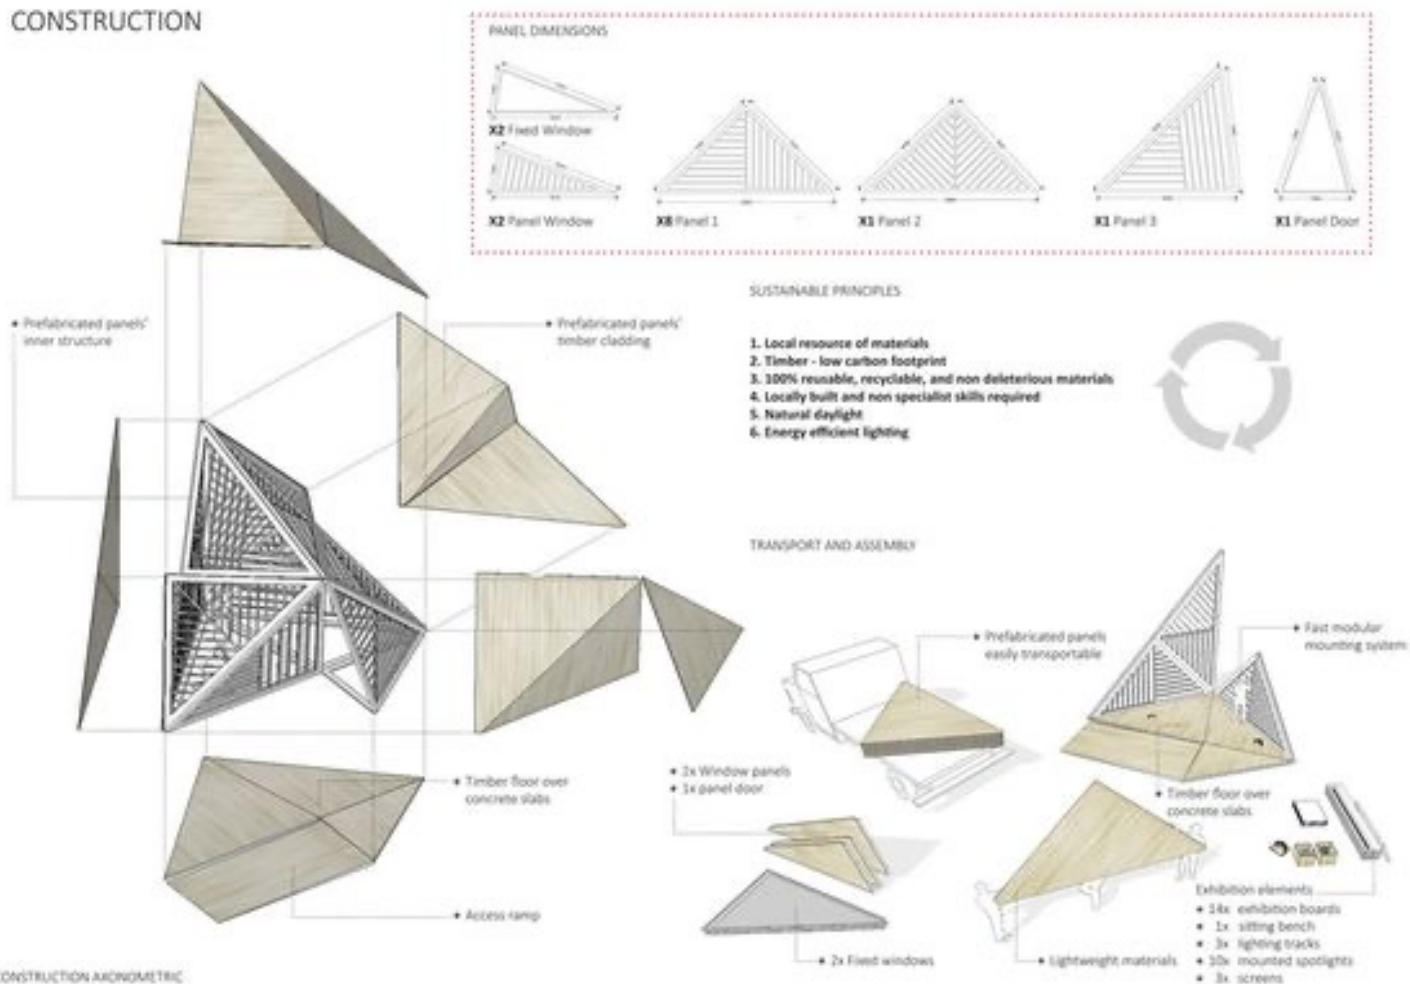 CONSTRUCTION
PANEL DIMENSIONS
X2 Fixed Window
X2 Panel Window
X8 Panel 1
X1 Panel 2
X1 Panel 3
X1 Panel Door
SUSTAINABLE PRINCIPLES
1. Local resource of materials
2. Timber - low carbon footprint
3. 100% reusable, recyclable, and non deleterious materials
4. Locally built and non specialist skills required
5. Natural daylight
6. Energy efficient lighting
Prefabricated panels'
inner structure
Prefabricated panels'
timber cladding
Timber floor over
concrete slabs
Access ramp
TRANSPORT AND ASSEMBLY
Prefabricated panels
easily transportable
Fast modular
mounting system
2x Window panels
1x panel door
Timber floor over
concrete slabs
2x Fixed windows
Lightweight materials
Exhibition elements
14x exhibition boards
1x sitting bench
3x lighting tracks
10x mounted spotlights
3x screens
CONSTRUCTION AXONOMETRIC